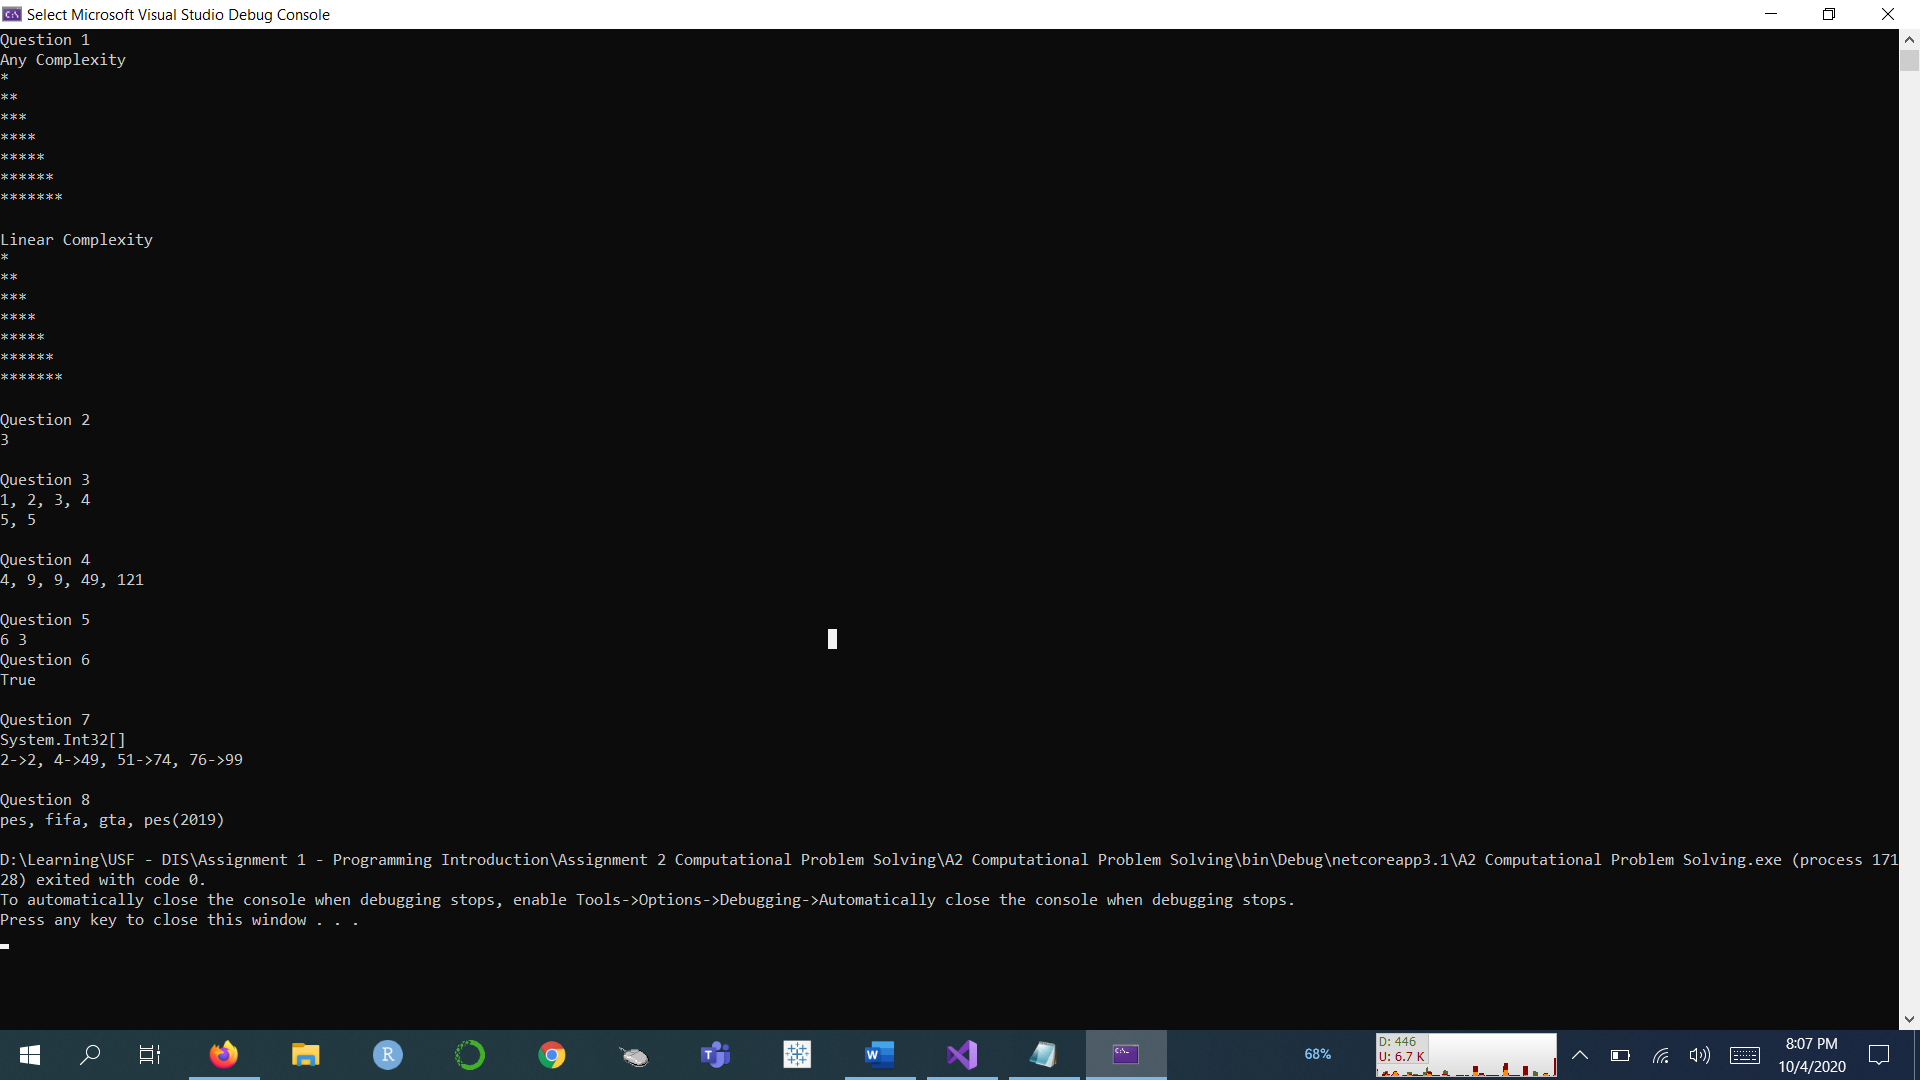 Select Microsoft Visual Studio Debug Console
Question 1
Any Complexity
*
**
***
****
*****
******
*******
Linear Complexity
*
**
***
****
*****
******
*******
Question 2
3
Question 3
1, 2, 3, 4
5, 5
Question 4
4, 9, 9, 49, 121
Question 5
6 3
Question 6
True
Question 7
System.Int32[]
2->2, 4->49, 51->74, 76->99
Question 8
pes, fifa, gta, pes(2019)
D:\Learning\USF - DIS\Assignment 1 - Programming Introduction\Assignment 2 Computational Problem Solving\A2 Computational Problem Solving\bin\Debug\netcoreapp3.1\A2 Computational Problem Solving.exe (process 171
28) exited with code 0.
To automatically close the console when debugging stops, enable Tools->Options->Debugging->Automatically close the console when debugging stops.
Press any key to close this window . . .
68%
D: 446
U: 6.7 K
8:07 PM
10/4/2020